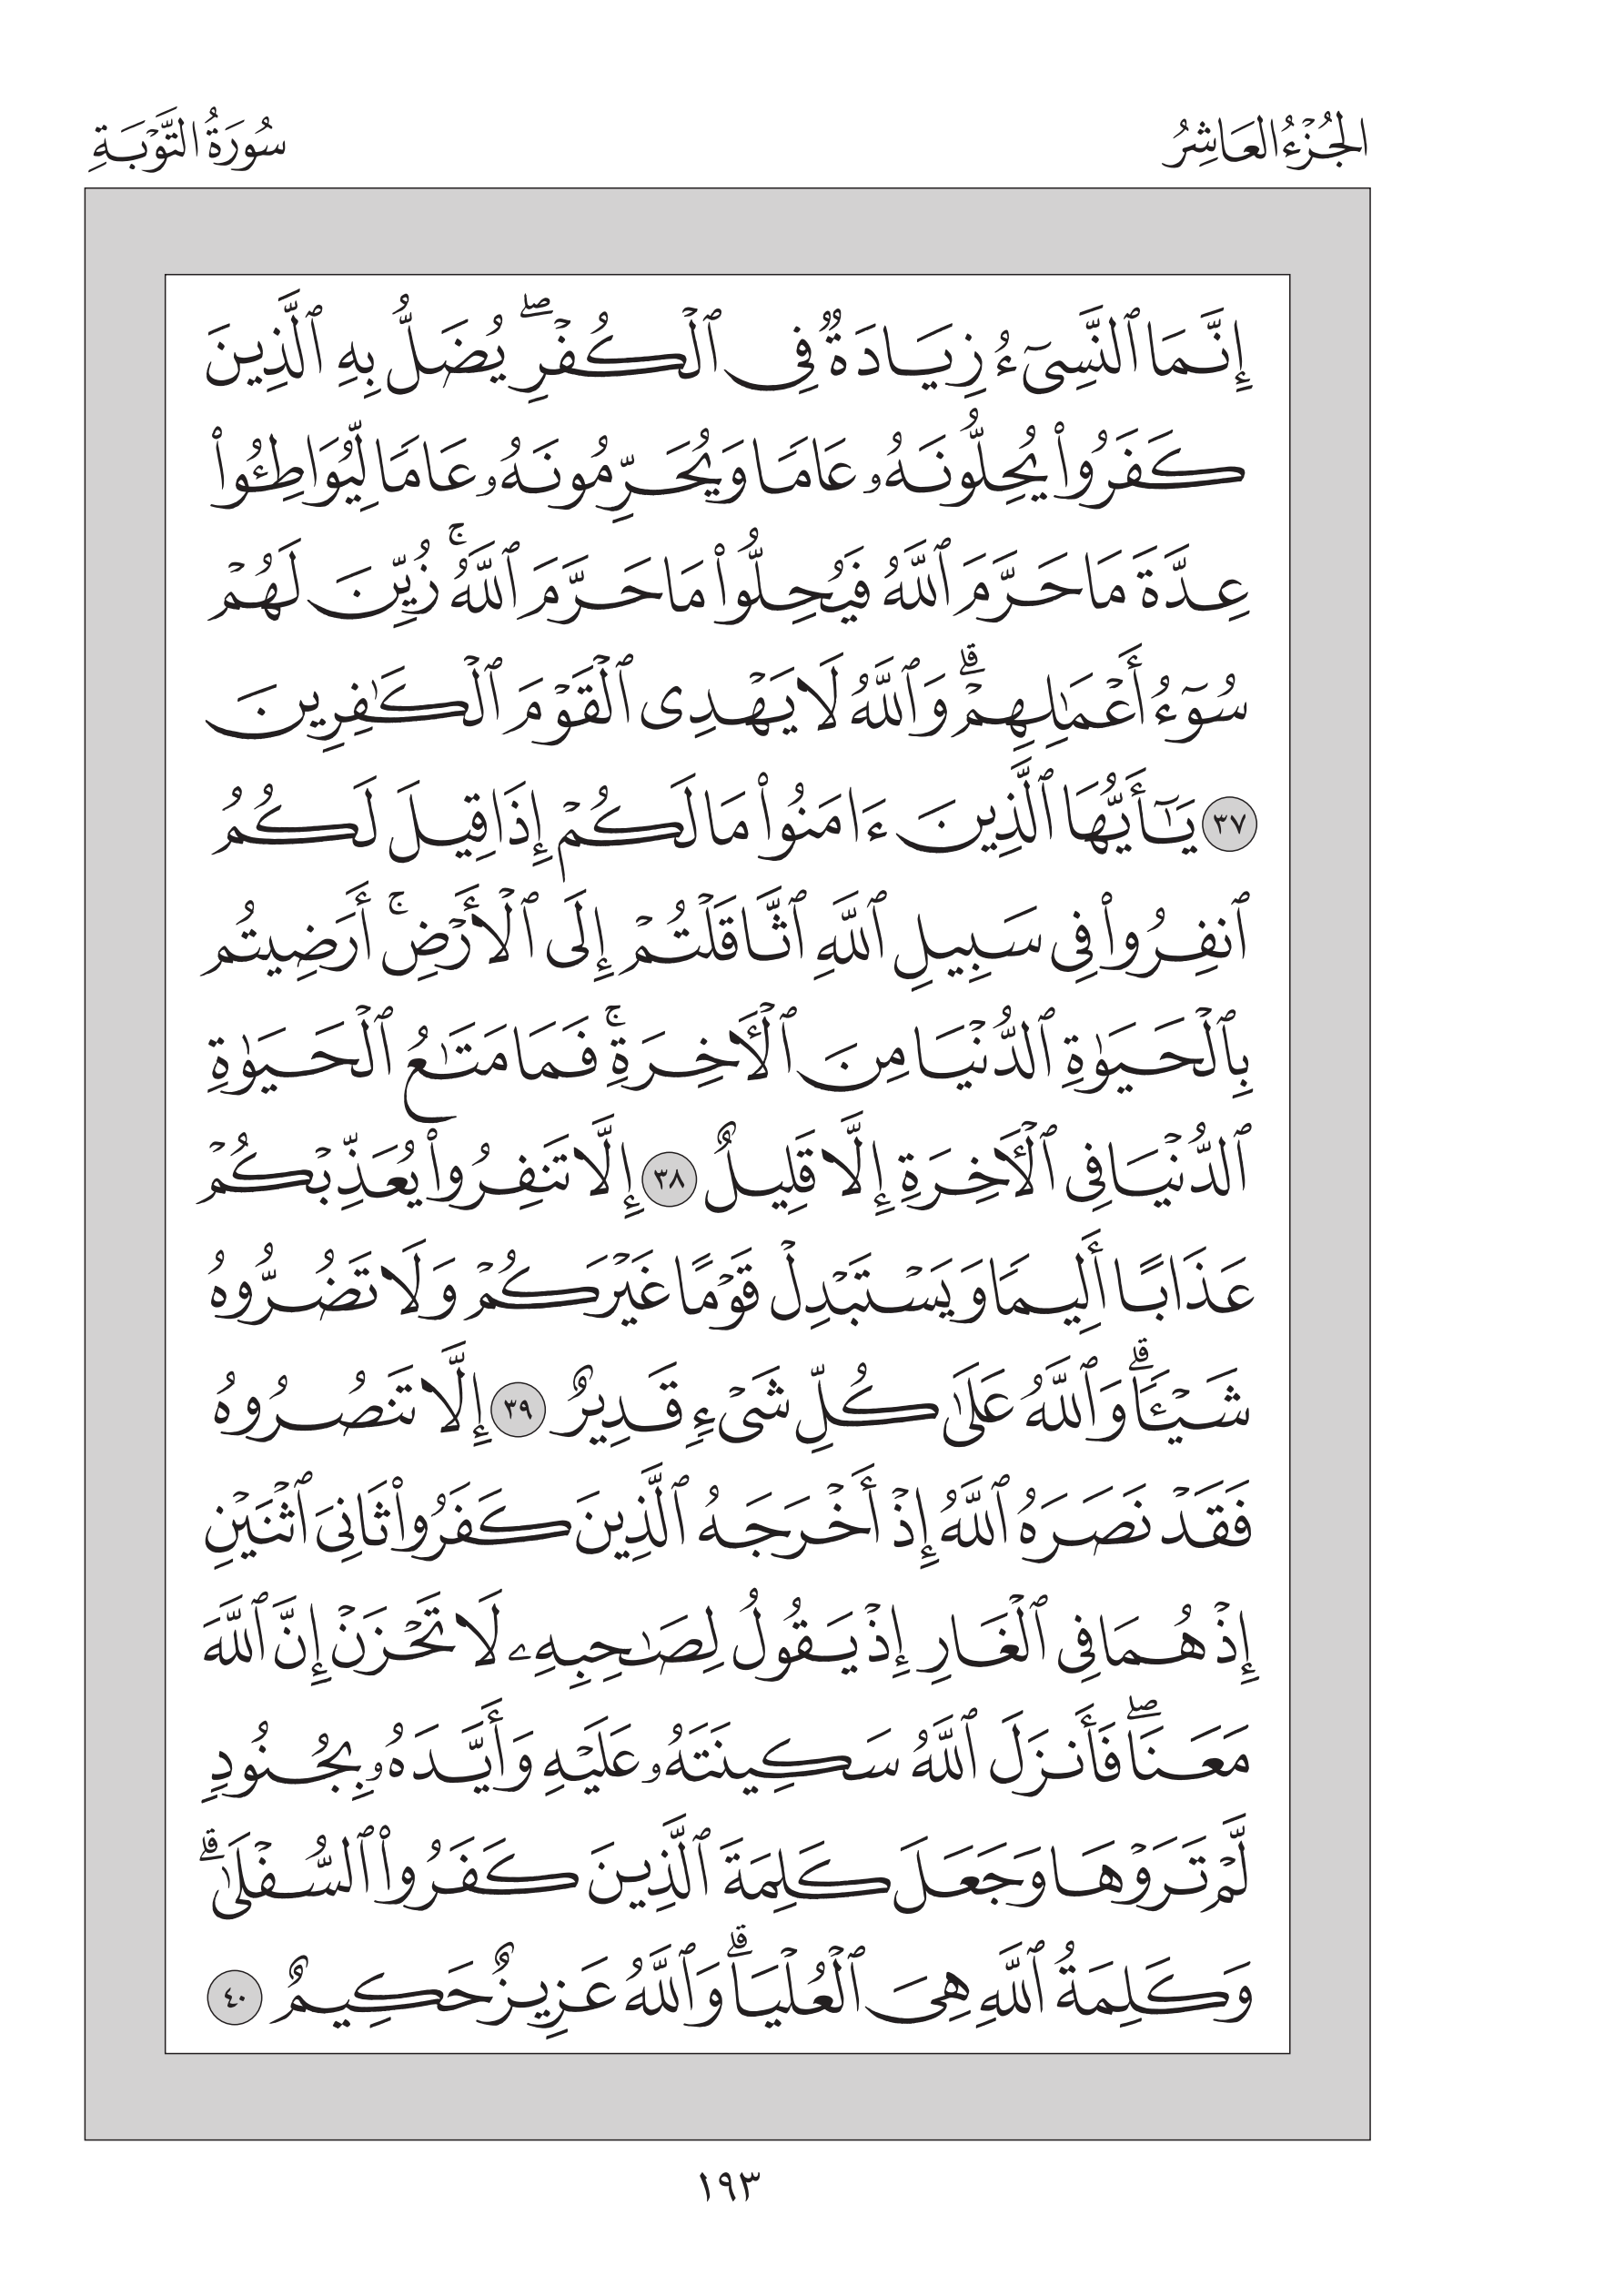 الجُزْءُ العَاشِرُ
سُورَةُ التَّوْبَةِ
إِنَّمَا ٱلنَّسِىٓءُ زِيَادَةٌ فِى ٱلْكُفْرِ ۖ يُضَلُّ بِهِ ٱلَّذِينَ
كَفَرُوا۟ يُحِلُّونَهُۥ عَامًا وَيُحَرِّمُونَهُۥ عَامًا لِّيُوَاطِـُٔوا۟
عِدَّةَ مَا حَرَّمَ ٱللَّهُ فَيُحِلُّوا۟ مَا حَرَّمَ ٱللَّهُ ۚ زُيِّنَ لَهُمْ
سُوٓءُ أَعْمَـٰلِهِمْ ۗ وَٱللَّهُ لَا يَهْدِى ٱلْقَوْمَ ٱلْكَـٰفِرِينَ
٣٧ يَـٰٓأَيُّهَا ٱلَّذِينَ ءَامَنُوا۟ مَا لَكُمْ إِذَا قِيلَ لَكُمُ
ٱنفِرُوا۟ فِى سَبِيلِ ٱللَّهِ ٱثَّاقَلْتُمْ إِلَى ٱلْأَرْضِ ۚ أَرَضِيتُم
بِٱلْحَيَوٰةِ ٱلدُّنْيَا مِنَ ٱلْـَٔاخِرَةِ ۚ فَمَا مَتَـٰعُ ٱلْحَيَوٰةِ
ٱلدُّنْيَا فِى ٱلْـَٔاخِرَةِ إِلَّا قَلِيلٌ ٣٨ إِلَّا تَنفِرُوا۟ يُعَذِّبْكُمْ
عَذَابًا أَلِيمًا وَيَسْتَبْدِلْ قَوْمًا غَيْرَكُمْ وَلَا تَضُرُّوهُ
شَيْـًٔا ۗ وَٱللَّهُ عَلَىٰ كُلِّ شَىْءٍ قَدِيرٌ ٣٩ إِلَّا تَنصُرُوهُ
فَقَدْ نَصَرَهُ ٱللَّهُ إِذْ أَخْرَجَهُ ٱلَّذِينَ كَفَرُوا۟ ثَانِىَ ٱثْنَيْنِ
إِذْ هُمَا فِى ٱلْغَارِ إِذْ يَقُولُ لِصَـٰحِبِهِۦ لَا تَحْزَنْ إِنَّ ٱللَّهَ
مَعَنَا ۖ فَأَنزَلَ ٱللَّهُ سَكِينَتَهُۥ عَلَيْهِ وَأَيَّدَهُۥ بِجُنُودٍ
لَّمْ تَرَوْهَا وَجَعَلَ كَلِمَةَ ٱلَّذِينَ كَفَرُوا۟ ٱلسُّفْلَىٰ ۗ
وَكَلِمَةُ ٱللَّهِ هِىَ ٱلْعُلْيَا ۗ وَٱللَّهُ عَزِيزٌ حَكِيمٌ ٤٠
١٩٣